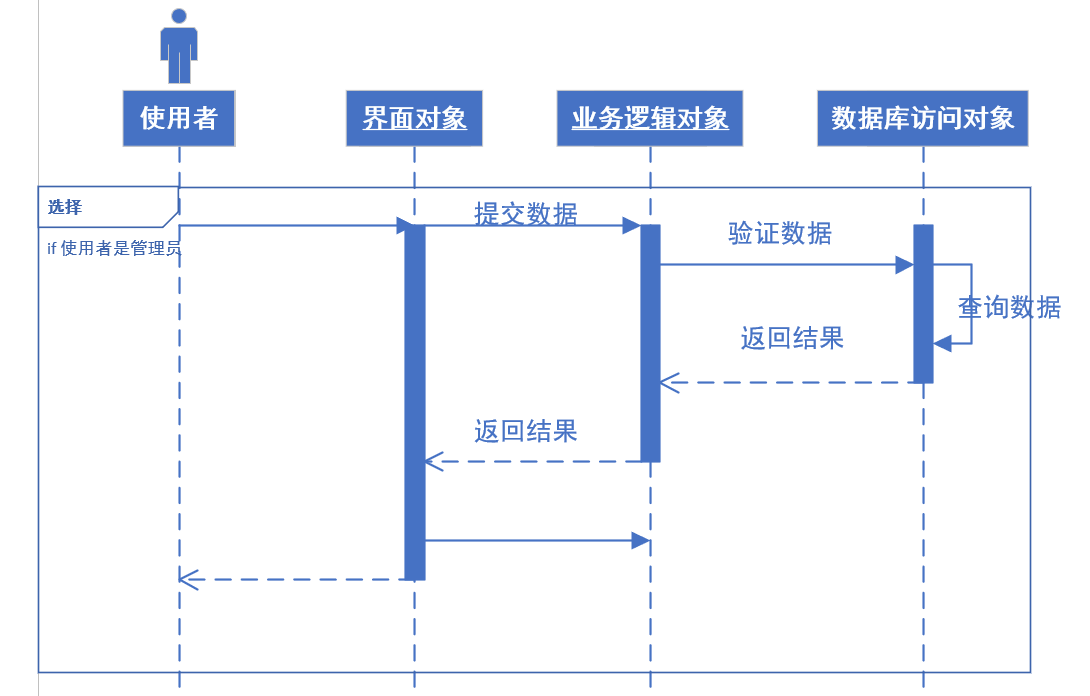 使用者
界面对象
业务逻辑对象
数据库访问对象
选择
if 使用者是管理员
提交数据
验证数据
查询数据
返回结果
返回结果